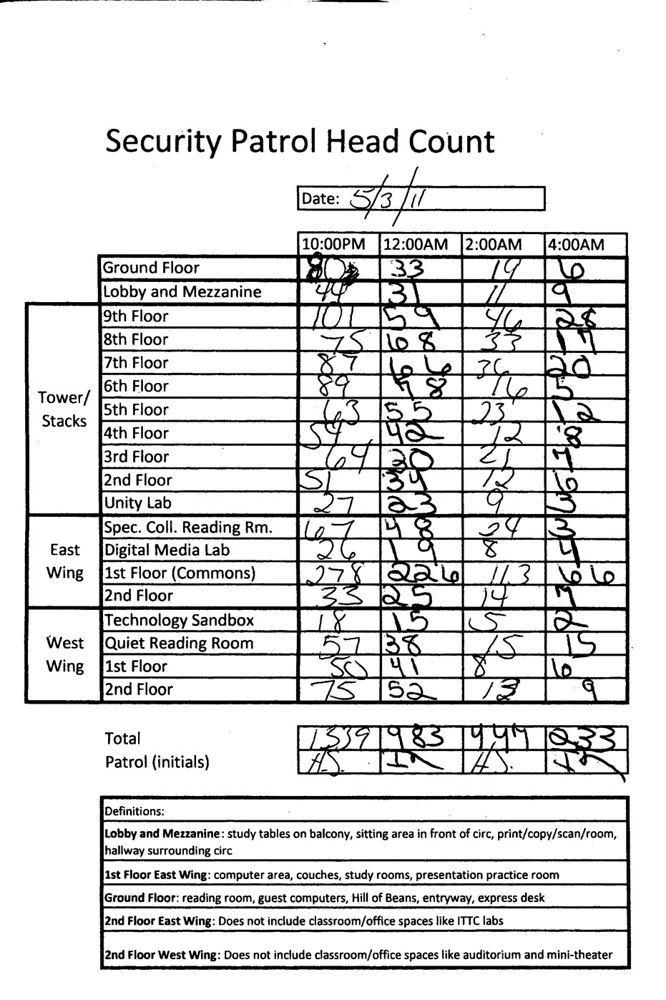 Security Patrol Head Count
Date: 5/3/11
10:00PM 12:00AM 2:00AM 4:00AM
Ground Floor 80 33 19 6
Lobby and Mezzanine 44 31 11 9
9th Floor 101 59 46 28
8th Floor 75 68 33 17
7th Floor 87 66 36 20
6th Floor 89 78 16 5
Tower/
Stacks
5th Floor 63 55 23 12
4th Floor 54 42 12 8
3rd Floor 64 20 21 7
2nd Floor 51 34 12 6
Unity Lab 27 23 9 3
Spec. Coll. Reading Rm. 67 48 24 3
East
Wing
Digital Media Lab 26 19 8 4
1st Floor (Commons) 278 226 113 66
2nd Floor 33 25 14 7
Technology Sandbox 18 15 5 2
West
Wing
Quiet Reading Room 57 38 15 15
1st Floor 50 41 8 6
2nd Floor 75 52 13 9
Total 1339 983 447 233
Patrol (initials) H.S. H.S.
Definitions:
Lobby and Mezzanine: study tables on balcony, sitting area in front of circ, print/copy/scan/room,
hallway surrounding circ
1st Floor East Wing: computer area, couches, study rooms, presentation practice room
Ground Floor: reading room, guest computers, Hill of Beans, entryway, express desk
2nd Floor East Wing: Does not include classroom/office spaces like ITTC labs
2nd Floor West Wing: Does not include classroom/office spaces like auditorium and mini-theater